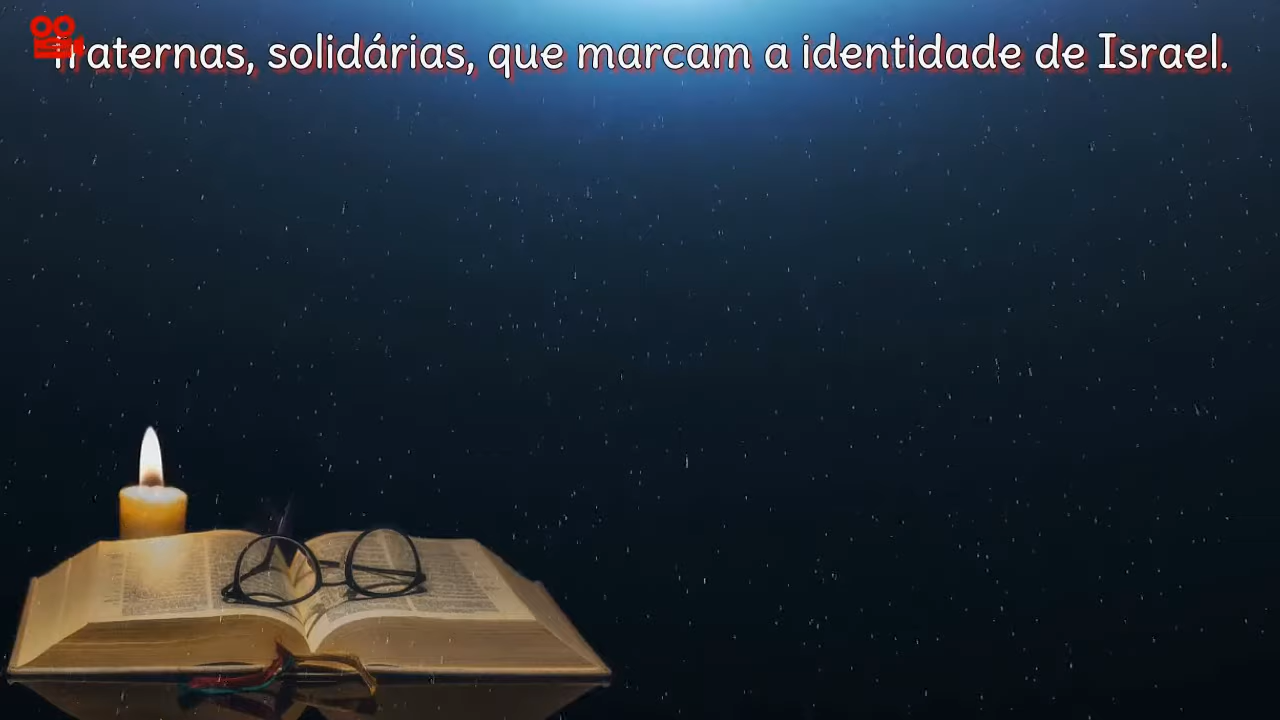 fraternas, solidárias, que marcam a identidade de Israel.